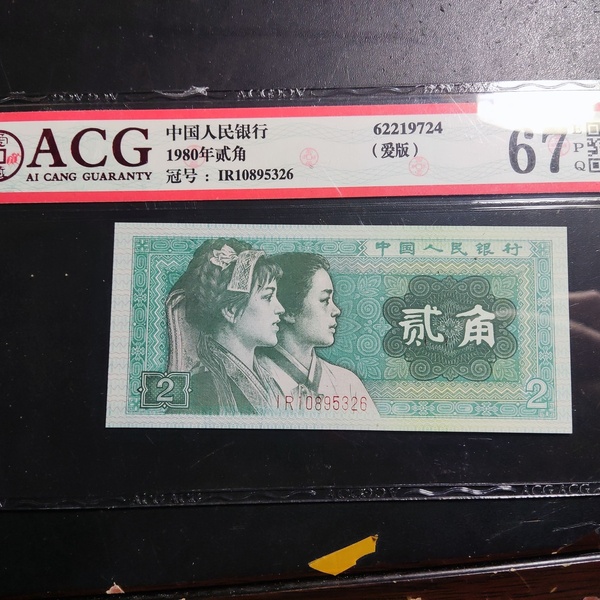 ACG
AI CANG GUARANTY
中国人民银行
1980年贰角
冠号：IR10895326
62219724
（爱版）
67
EPQ
中国人民银行
贰角
2
IR10895326
2